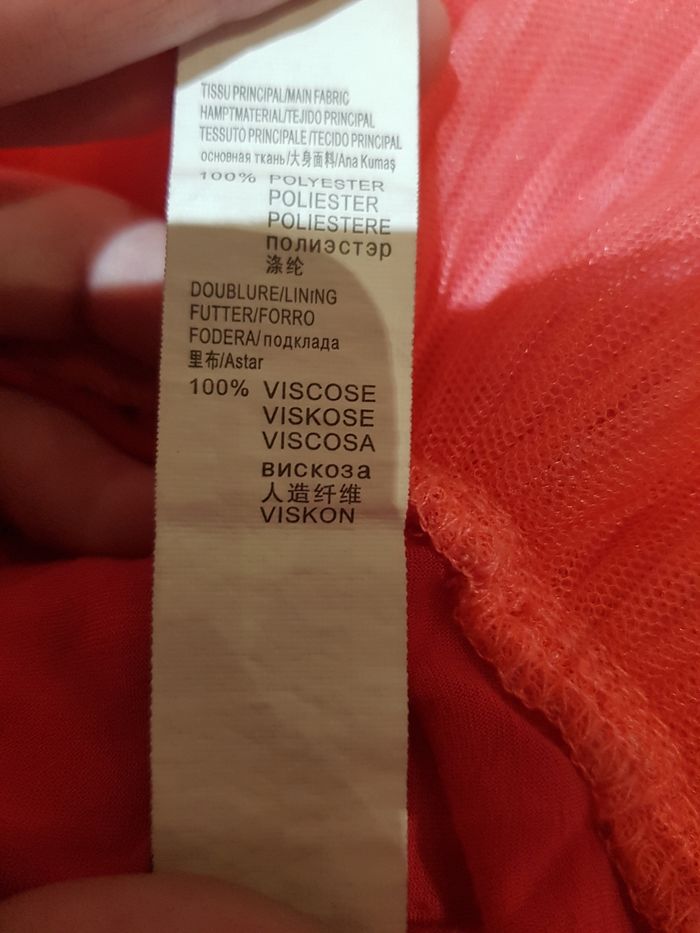 TISSU PRINCIPAL/MAIN FABRIC
HAMPTMATERIAL/TEJIDO PRINCIPAL
TESSUTO PRINCIPALE/TECIDO PRINCIPAL
основная ткань/大身面料/Ana Kumaş
100% POLYESTER
POLIESTER
POLIESTERE
полиэстэр
涤纶
DOUBLURE/LINING
FUTTER/FORRO
FODERA/подклада
里布/Astar
100% VISCOSE
VISKOSE
VISCOSA
вискоза
人造纤维
VISKON